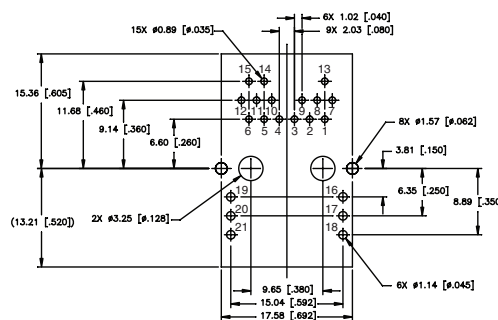 6X 1.02 [.040]
15X ø0.89 [ø.035]
9X 2.03 [.080]
15 14 13
15.36 [.605]
11.68 [.460]
12 11 10 9 8 7
9.14 [.360]
6 5 4 3 2 1
8X ø1.57 [ø.062]
6.60 [.260]
3.81 [.150]
19 16
6.35 [.250]
2X ø3.25 [ø.128]
20 17
8.89 [.350
(13.21 [.520])
21 18
9.65 [.380]
6X ø1.14 [ø.045]
15.04 [.592]
17.58 [.692]